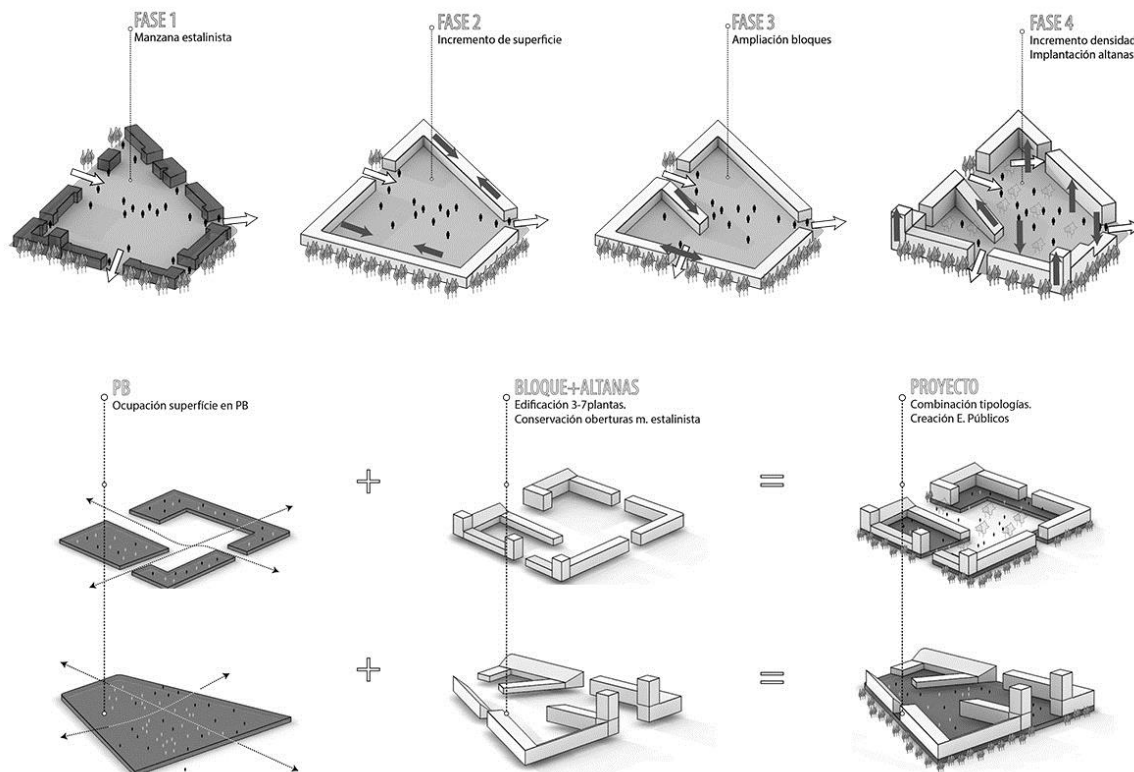 FASE 1
Manzana estalinista
FASE 2
Incremento de superficie
FASE 3
Ampliación bloques
FASE 4
Incremento densidad
Implantación altanas
PB
Ocupación superfície en PB
BLOQUE+ALTANAS
Edificación 3-7plantas.
Conservación oberturas m. estalinista
PROYECTO
Combinación tipologías.
Creación E. Públicos
+
=
+
=